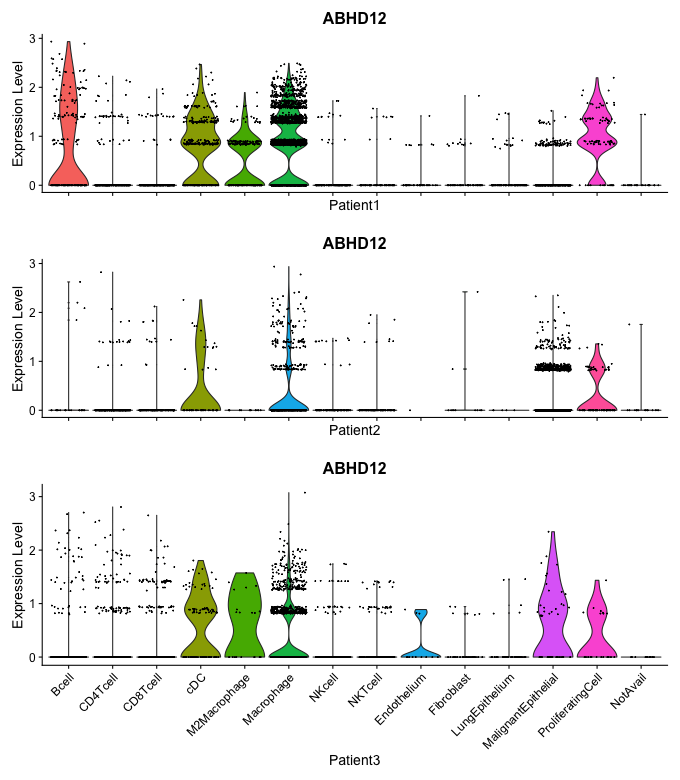 ABHD12
Expression Level
3
2
1
0
Patient1
ABHD12
Expression Level
3
2
1
0
Patient2
ABHD12
Expression Level
3
2
1
0
Bcell
CD4Tcell
CD8Tcell
cDC
M2Macrophage
Macrophage
NKcell
NKTcell
Endothelium
Fibroblast
LungEpithelium
MalignantEpithelial
ProliferatingCell
NotAvail
Patient3